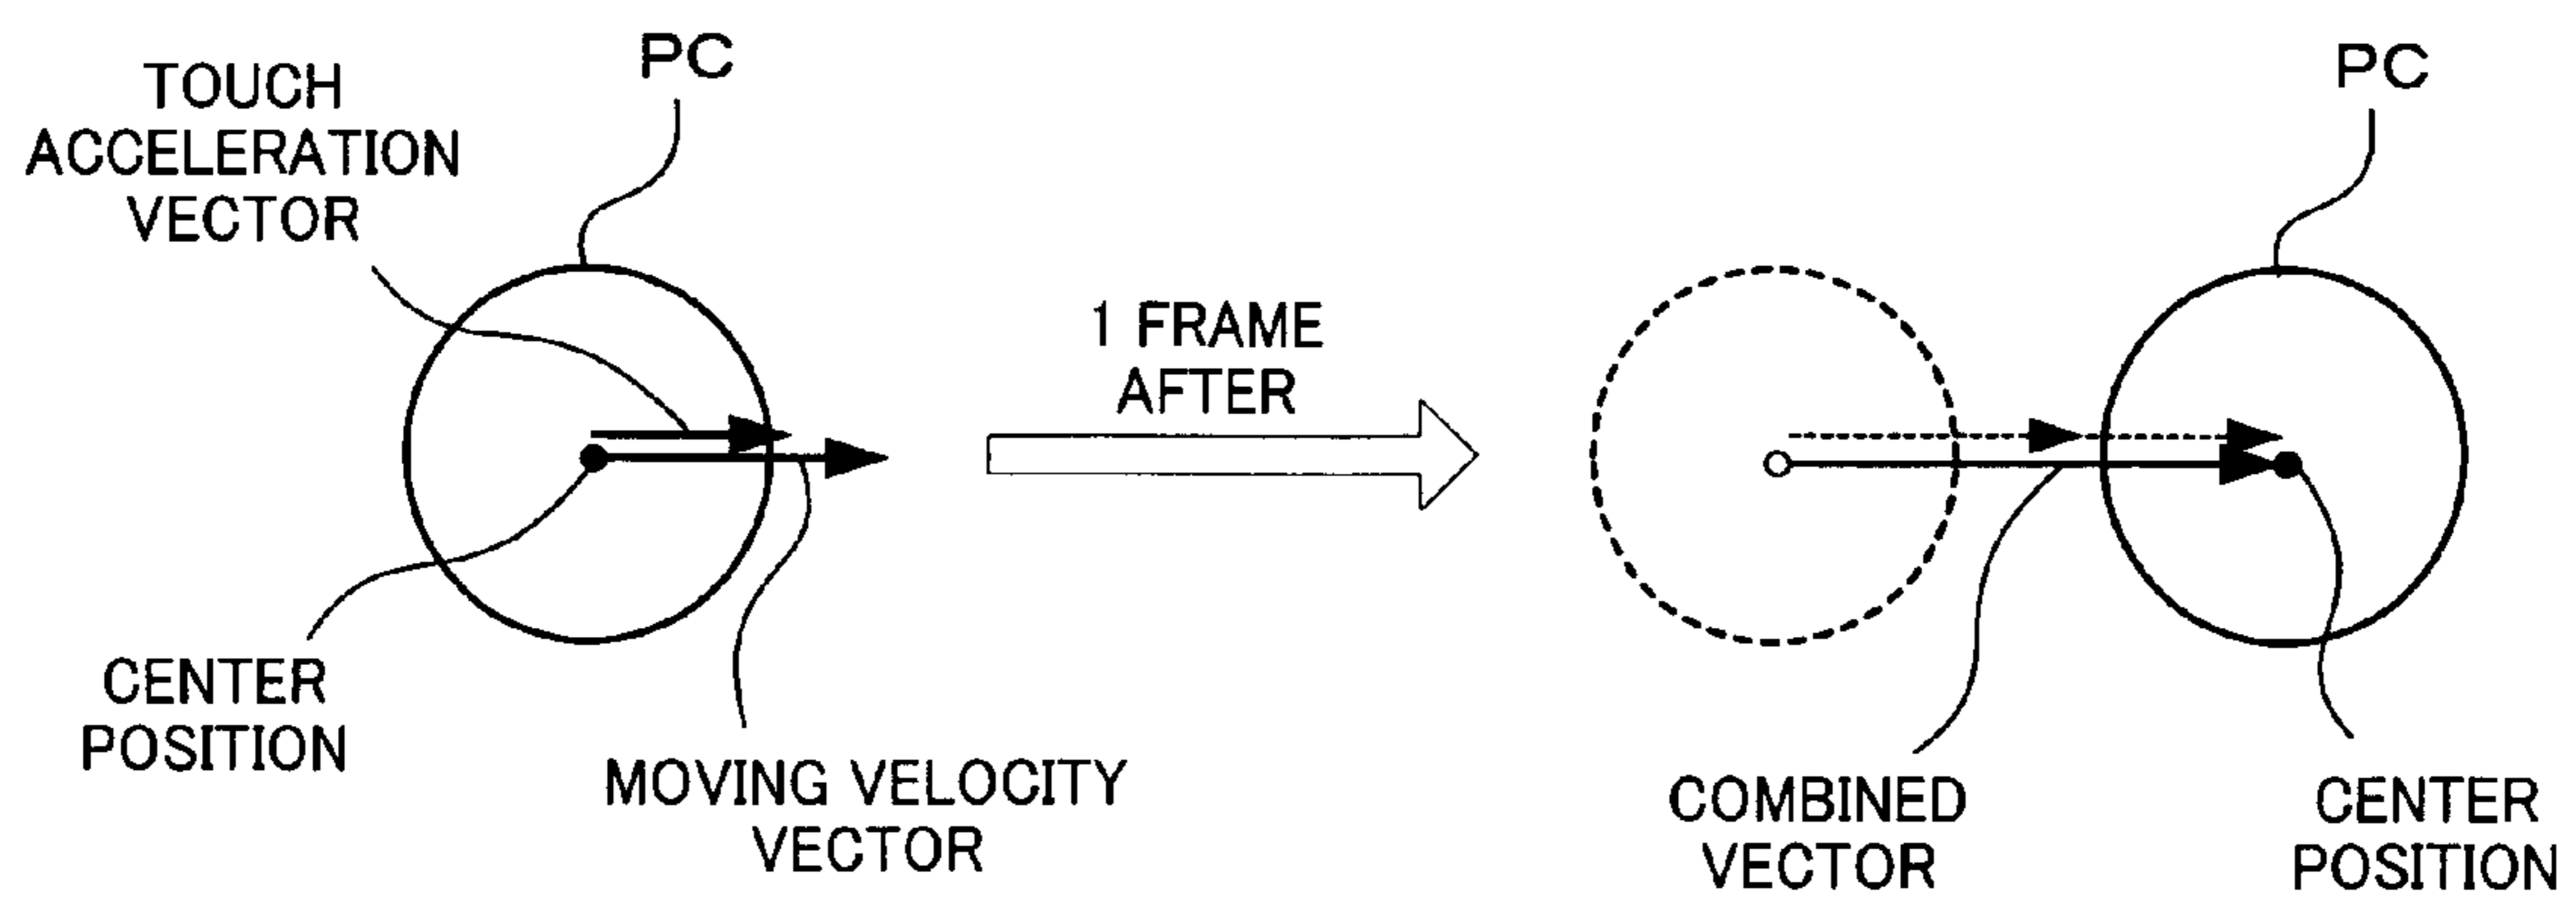 PC
TOUCH
ACCELERATION
VECTOR
CENTER
POSITION
MOVING VELOCITY
VECTOR
1 FRAME
AFTER
PC
COMBINED
VECTOR
CENTER
POSITION